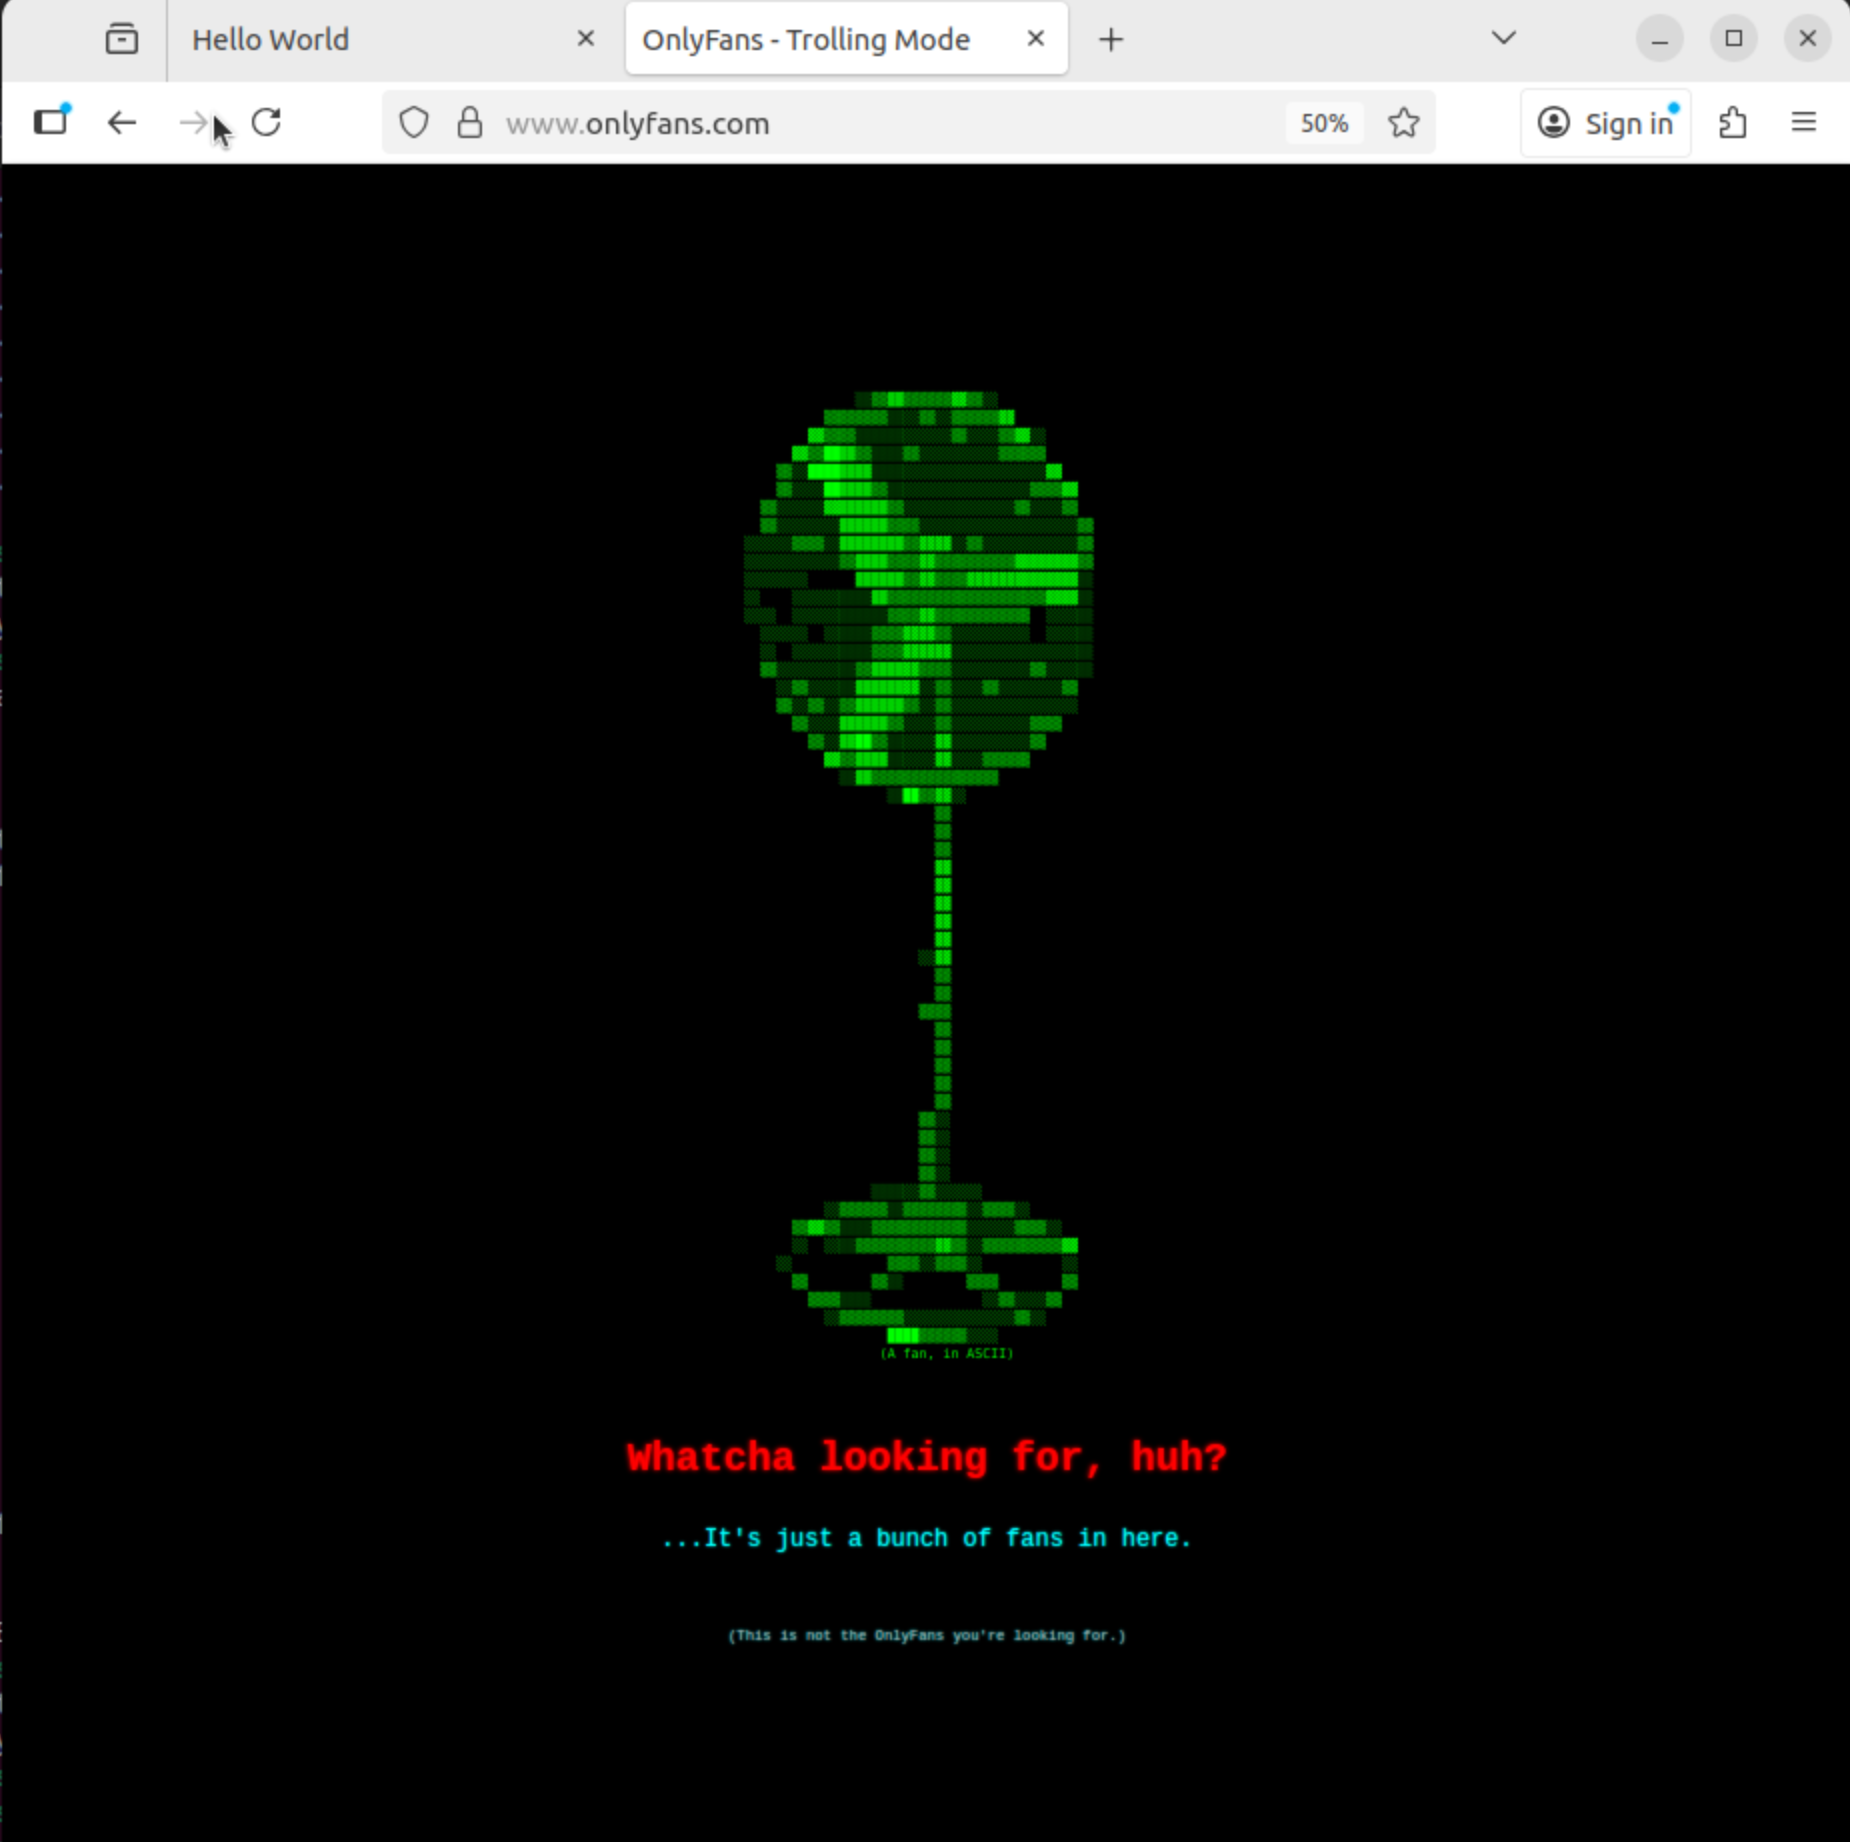 Hello World
OnlyFans - Trolling Mode
www.onlyfans.com
50%
Sign in
(A fan, in ASCII)
Whatcha looking for, huh?
...It's just a bunch of fans in here.
(This is not the OnlyFans you're looking for.)